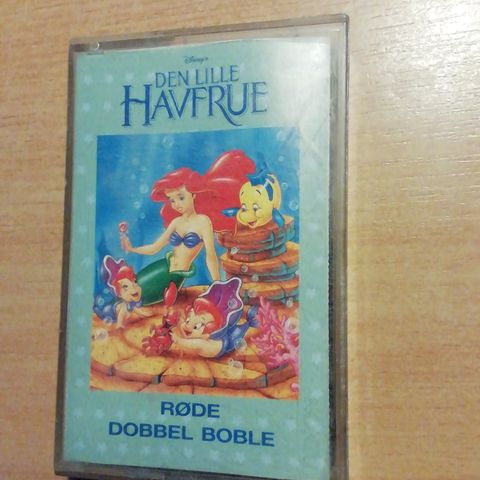 Disney's
DEN LILLE
HAVFRUE
RØDE
DOBBEL BOBLE